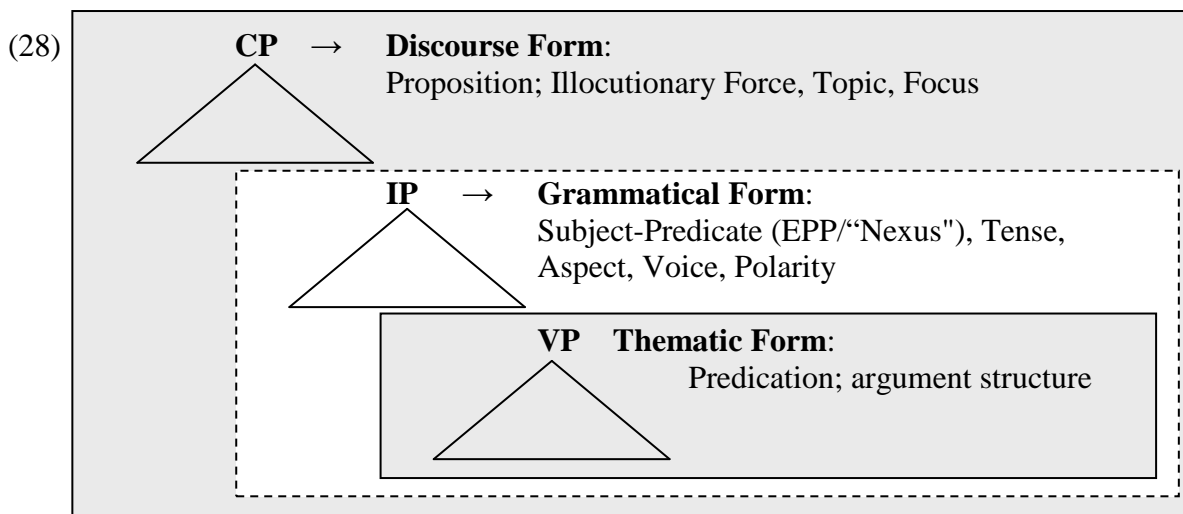 (28) CP → Discourse Form:
Proposition; Illocutionary Force, Topic, Focus
IP → Grammatical Form:
Subject-Predicate (EPP/“Nexus"), Tense,
Aspect, Voice, Polarity
VP Thematic Form:
Predication; argument structure